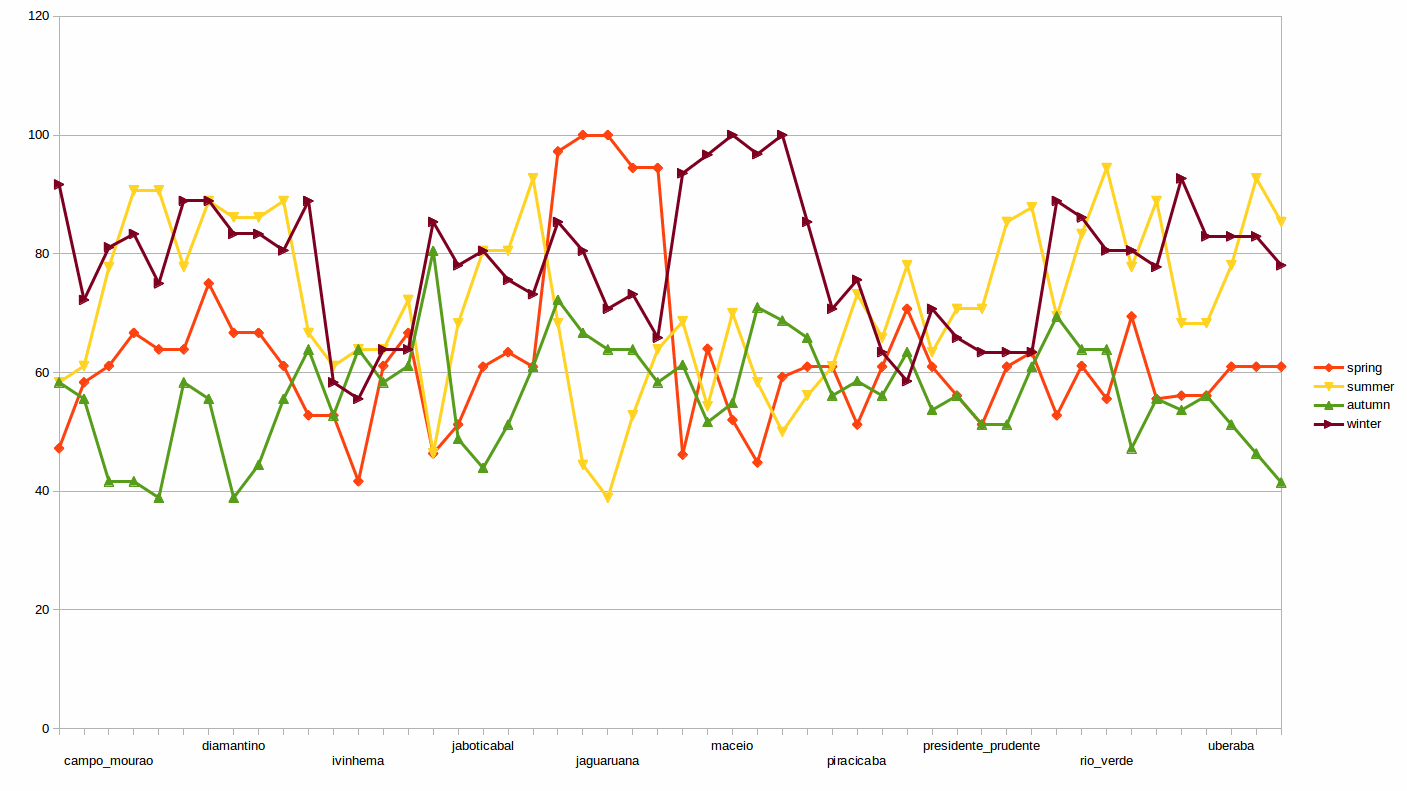 120
100
80
60
40
20
0
spring
summer
autumn
winter
diamantino
jaboticabal
maceio
presidente_prudente
uberaba
campo_mourao
ivinhema
jaguaruana
piracicaba
rio_verde